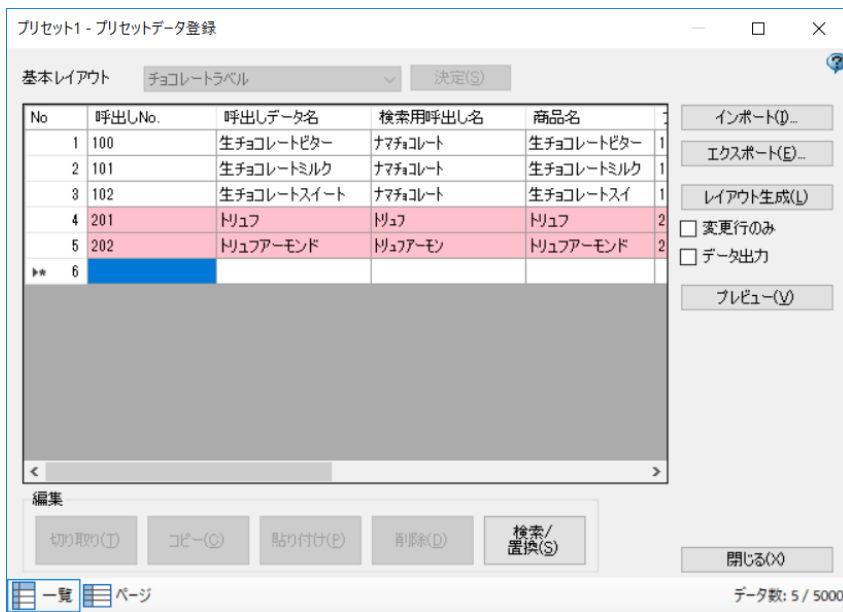 プリセット1 - プリセットデータ登録
基本レイアウト チョコレートラベル 決定(S)
No 呼出しNo. 呼出しデータ名 検索用呼出し名 商品名
1 100 生チョコレートビター ナマチョコレート 生チョコレートビター 1
2 101 生チョコレートミルク ナマチョコレート 生チョコレートミルク 1
3 102 生チョコレートスイート ナマチョコレート 生チョコレートスイ 1
4 201 トリュフ トリュフ トリュフ 2
5 202 トリュフアーモンド トリュフアーモン トリュフアーモンド 2
6
インポート(I)...
エクスポート(E)...
レイアウト生成(L)
変更行のみ
データ出力
プレビュー(V)
編集
切り取り(T) コピー(C) 貼り付け(P) 削除(D) 検索/
置換(S)
閉じる(X)
一覧 ページ データ数: 5 / 5000